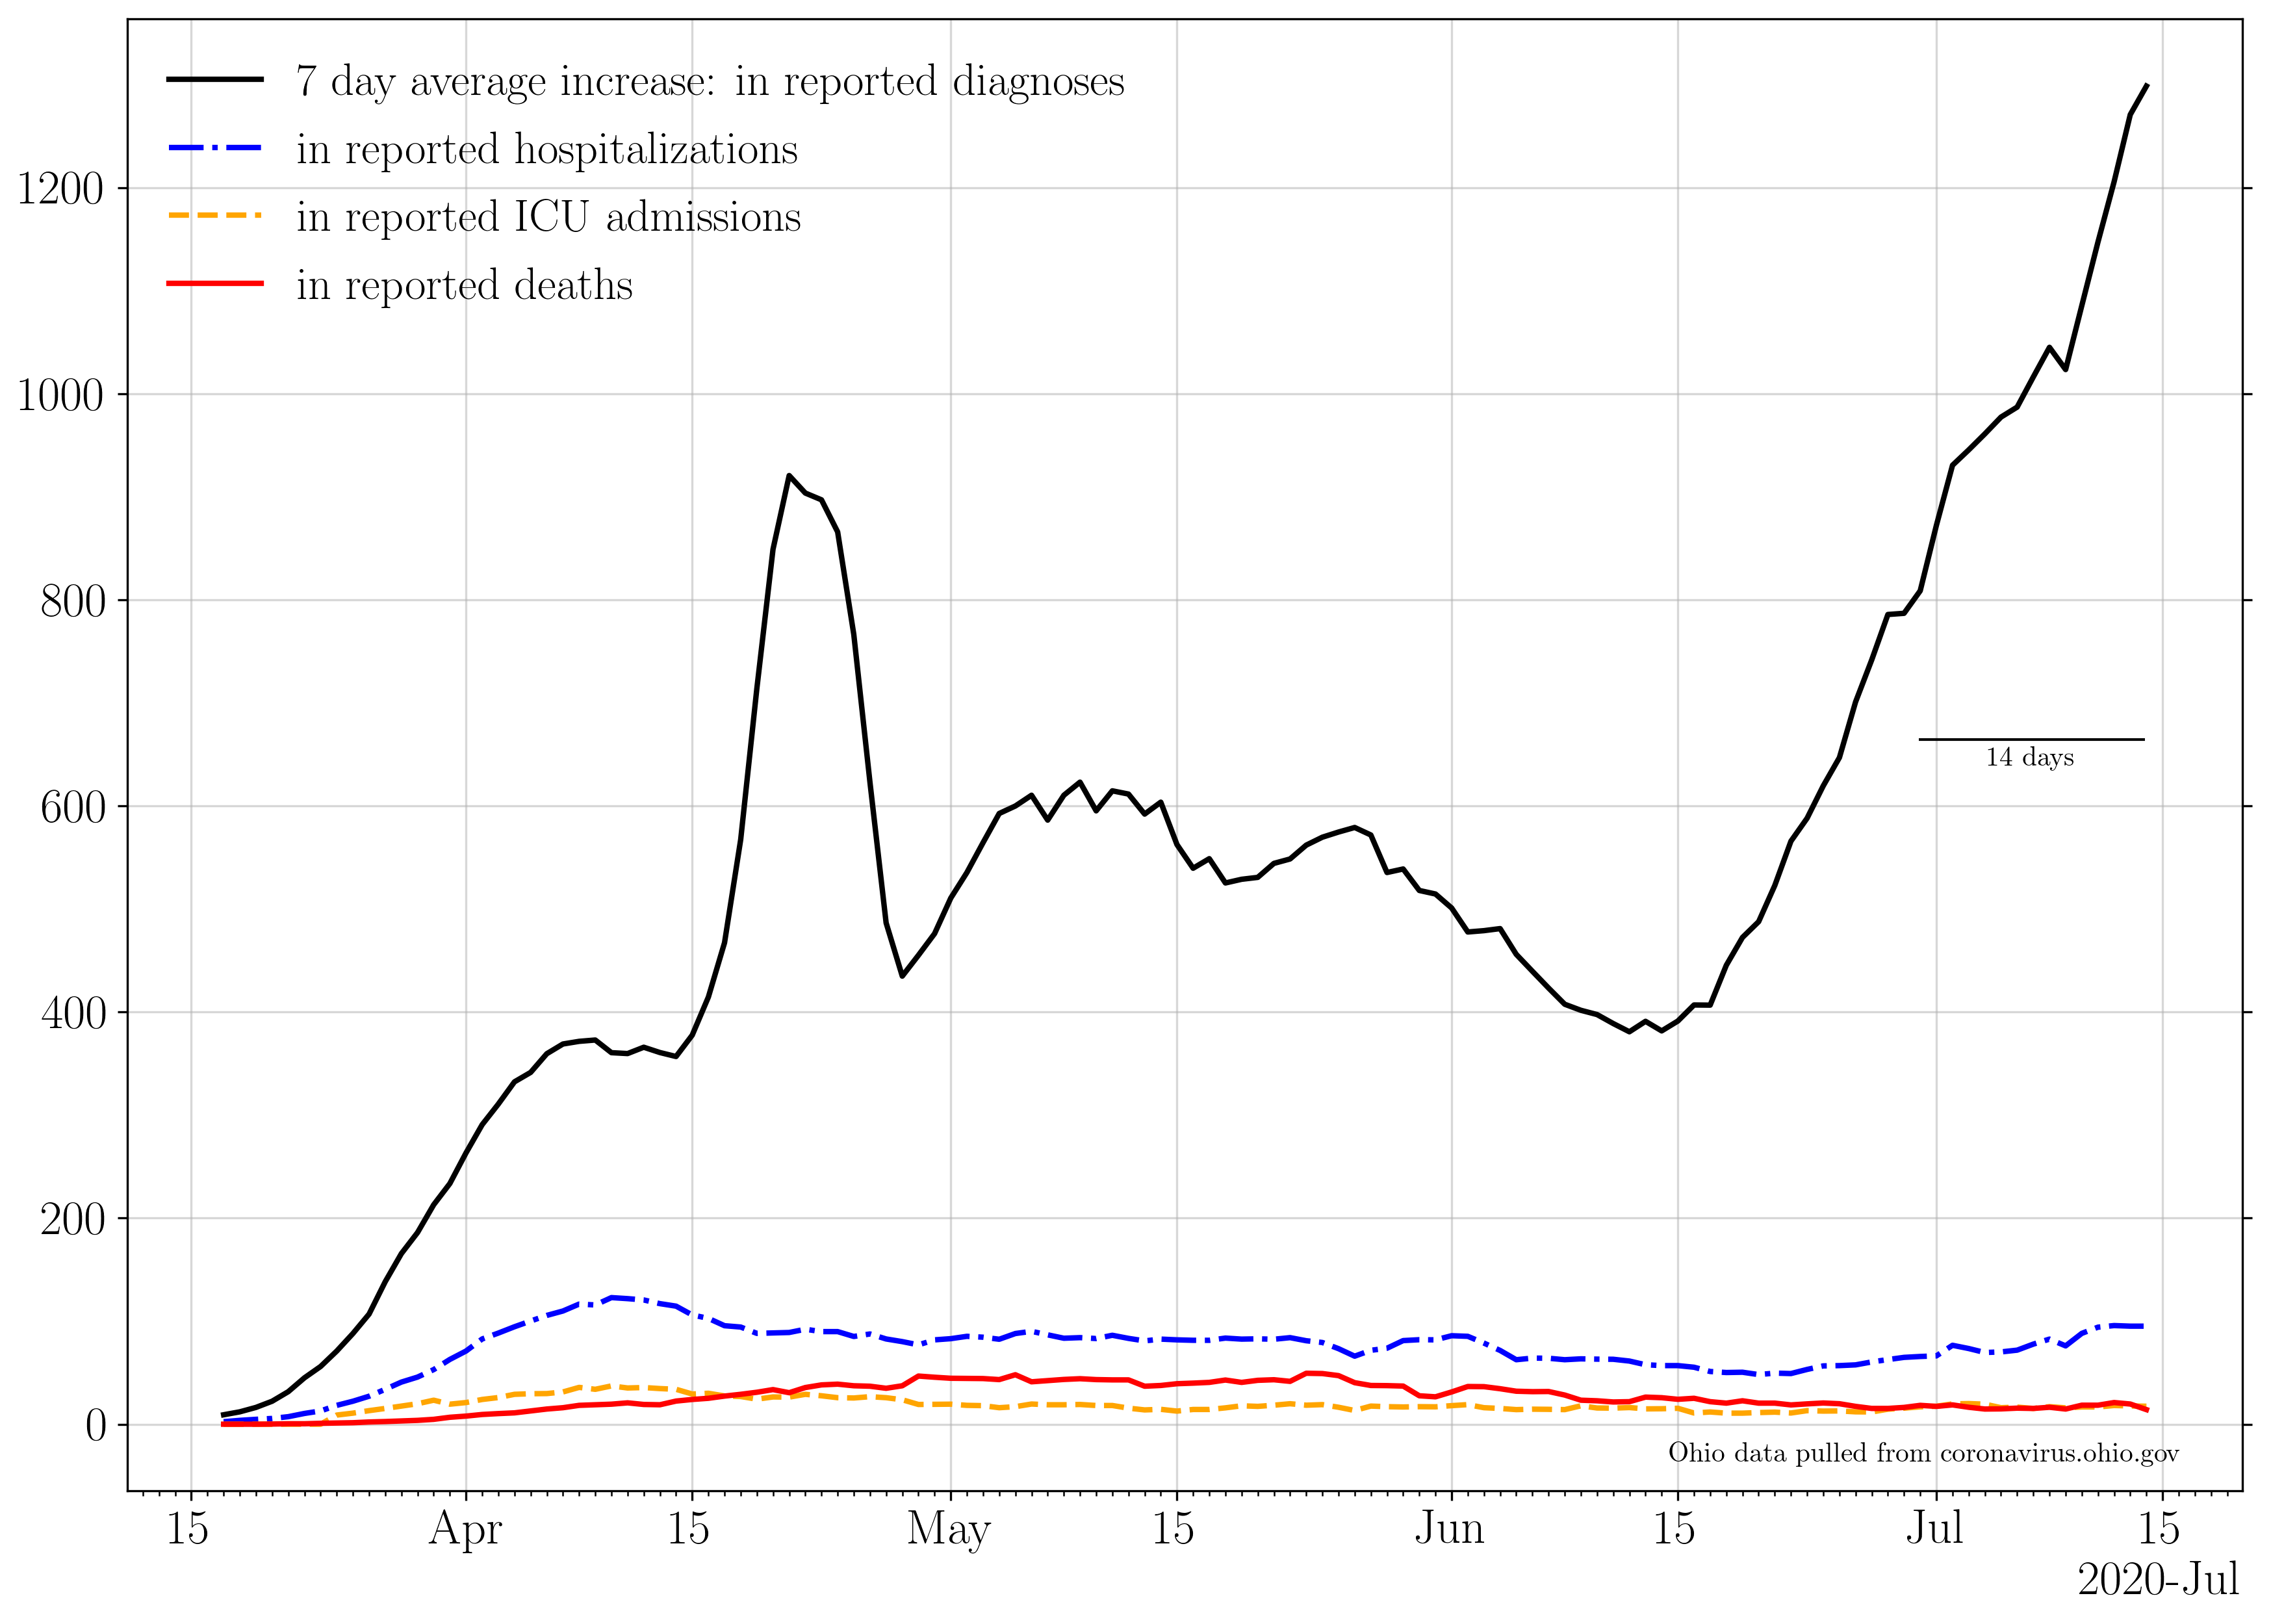 7 day average increase: in reported diagnoses
in reported hospitalizations
in reported ICU admissions
in reported deaths
1200
1000
800
600
400
200
0
14 days
Ohio data pulled from coronavirus.ohio.gov
15 Apr 15 May 15 Jun 15 Jul 15
2020-Jul